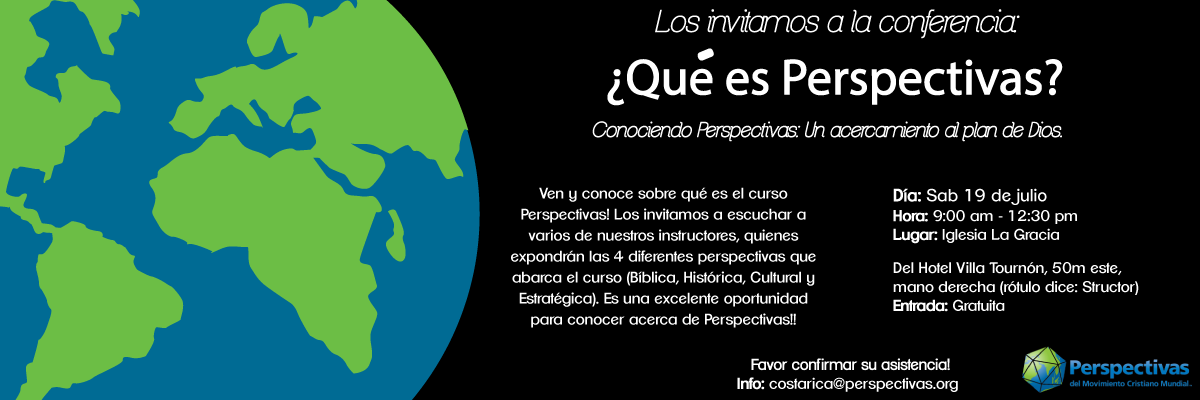 Los invitamos a la conferencia:
¿Qué es Perspectivas?
Conociendo Perspectivas: Un acercamiento al plan de Dios.
Ven y conoce sobre qué es el curso
Perspectivas! Los invitamos a escuchar a
varios de nuestros instructores, quienes
expondrán las 4 diferentes perspectivas que
abarca el curso (Bíblica, Histórica, Cultural y
Estratégica). Es una excelente oportunidad
para conocer acerca de Perspectivas!!
Día: Sab 19 de julio
Hora: 9:00 am - 12:30 pm
Lugar: Iglesia La Gracia
Del Hotel Villa Tournón, 50m este,
mano derecha (rótulo dice: Structor)
Entrada: Gratuita
Favor confirmar su asistencia!
Info: costarica@perspectivas.org
Perspectivas
del Movimiento Cristiano Mundial